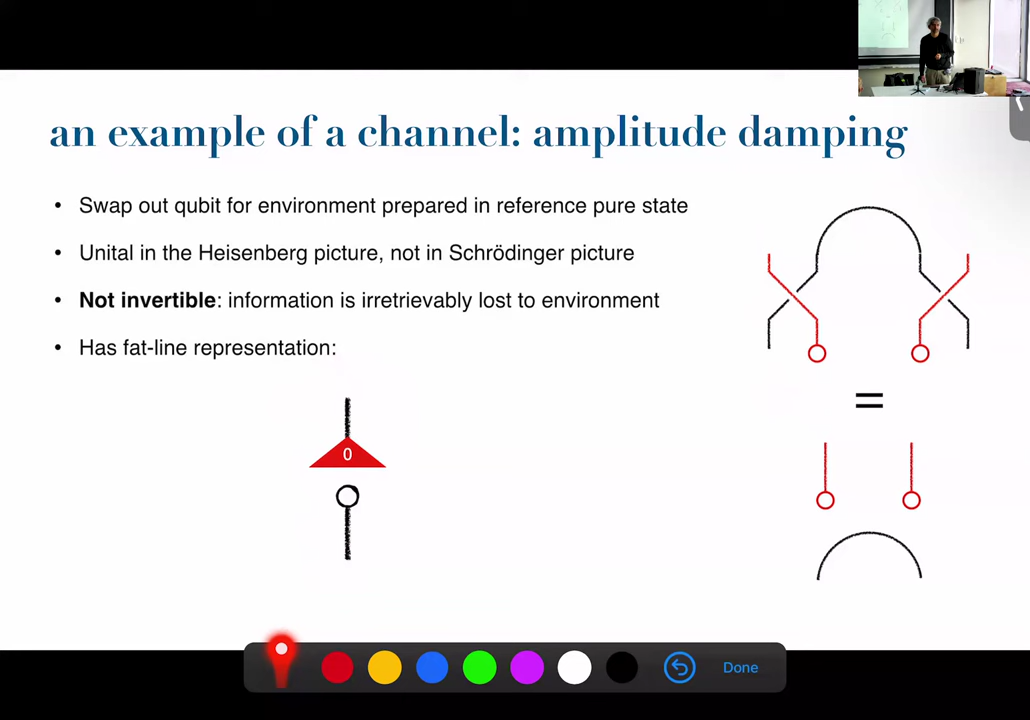 an example of a channel: amplitude damping
• Swap out qubit for environment prepared in reference pure state
• Unital in the Heisenberg picture, not in Schrödinger picture
• Not invertible: information is irretrievably lost to environment
• Has fat-line representation:
0
=
Done